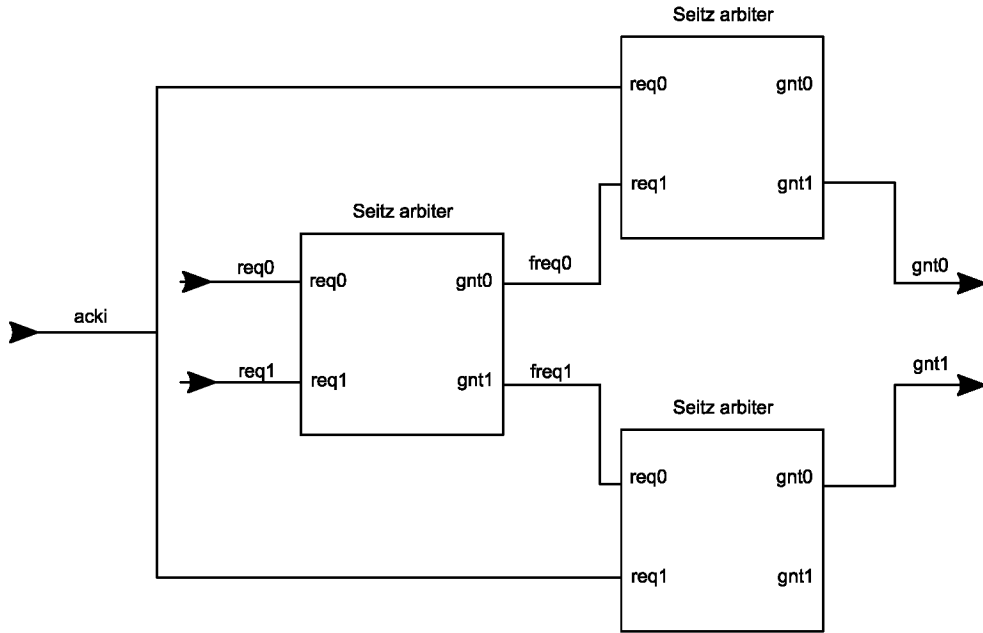 Seitz arbiter
req0 gnt0
req1 gnt1
Seitz arbiter
req0 req0 gnt0 freq0 gnt0
acki
req1 req1 gnt1 freq1 gnt1
Seitz arbiter
req0 gnt0
req1 gnt1